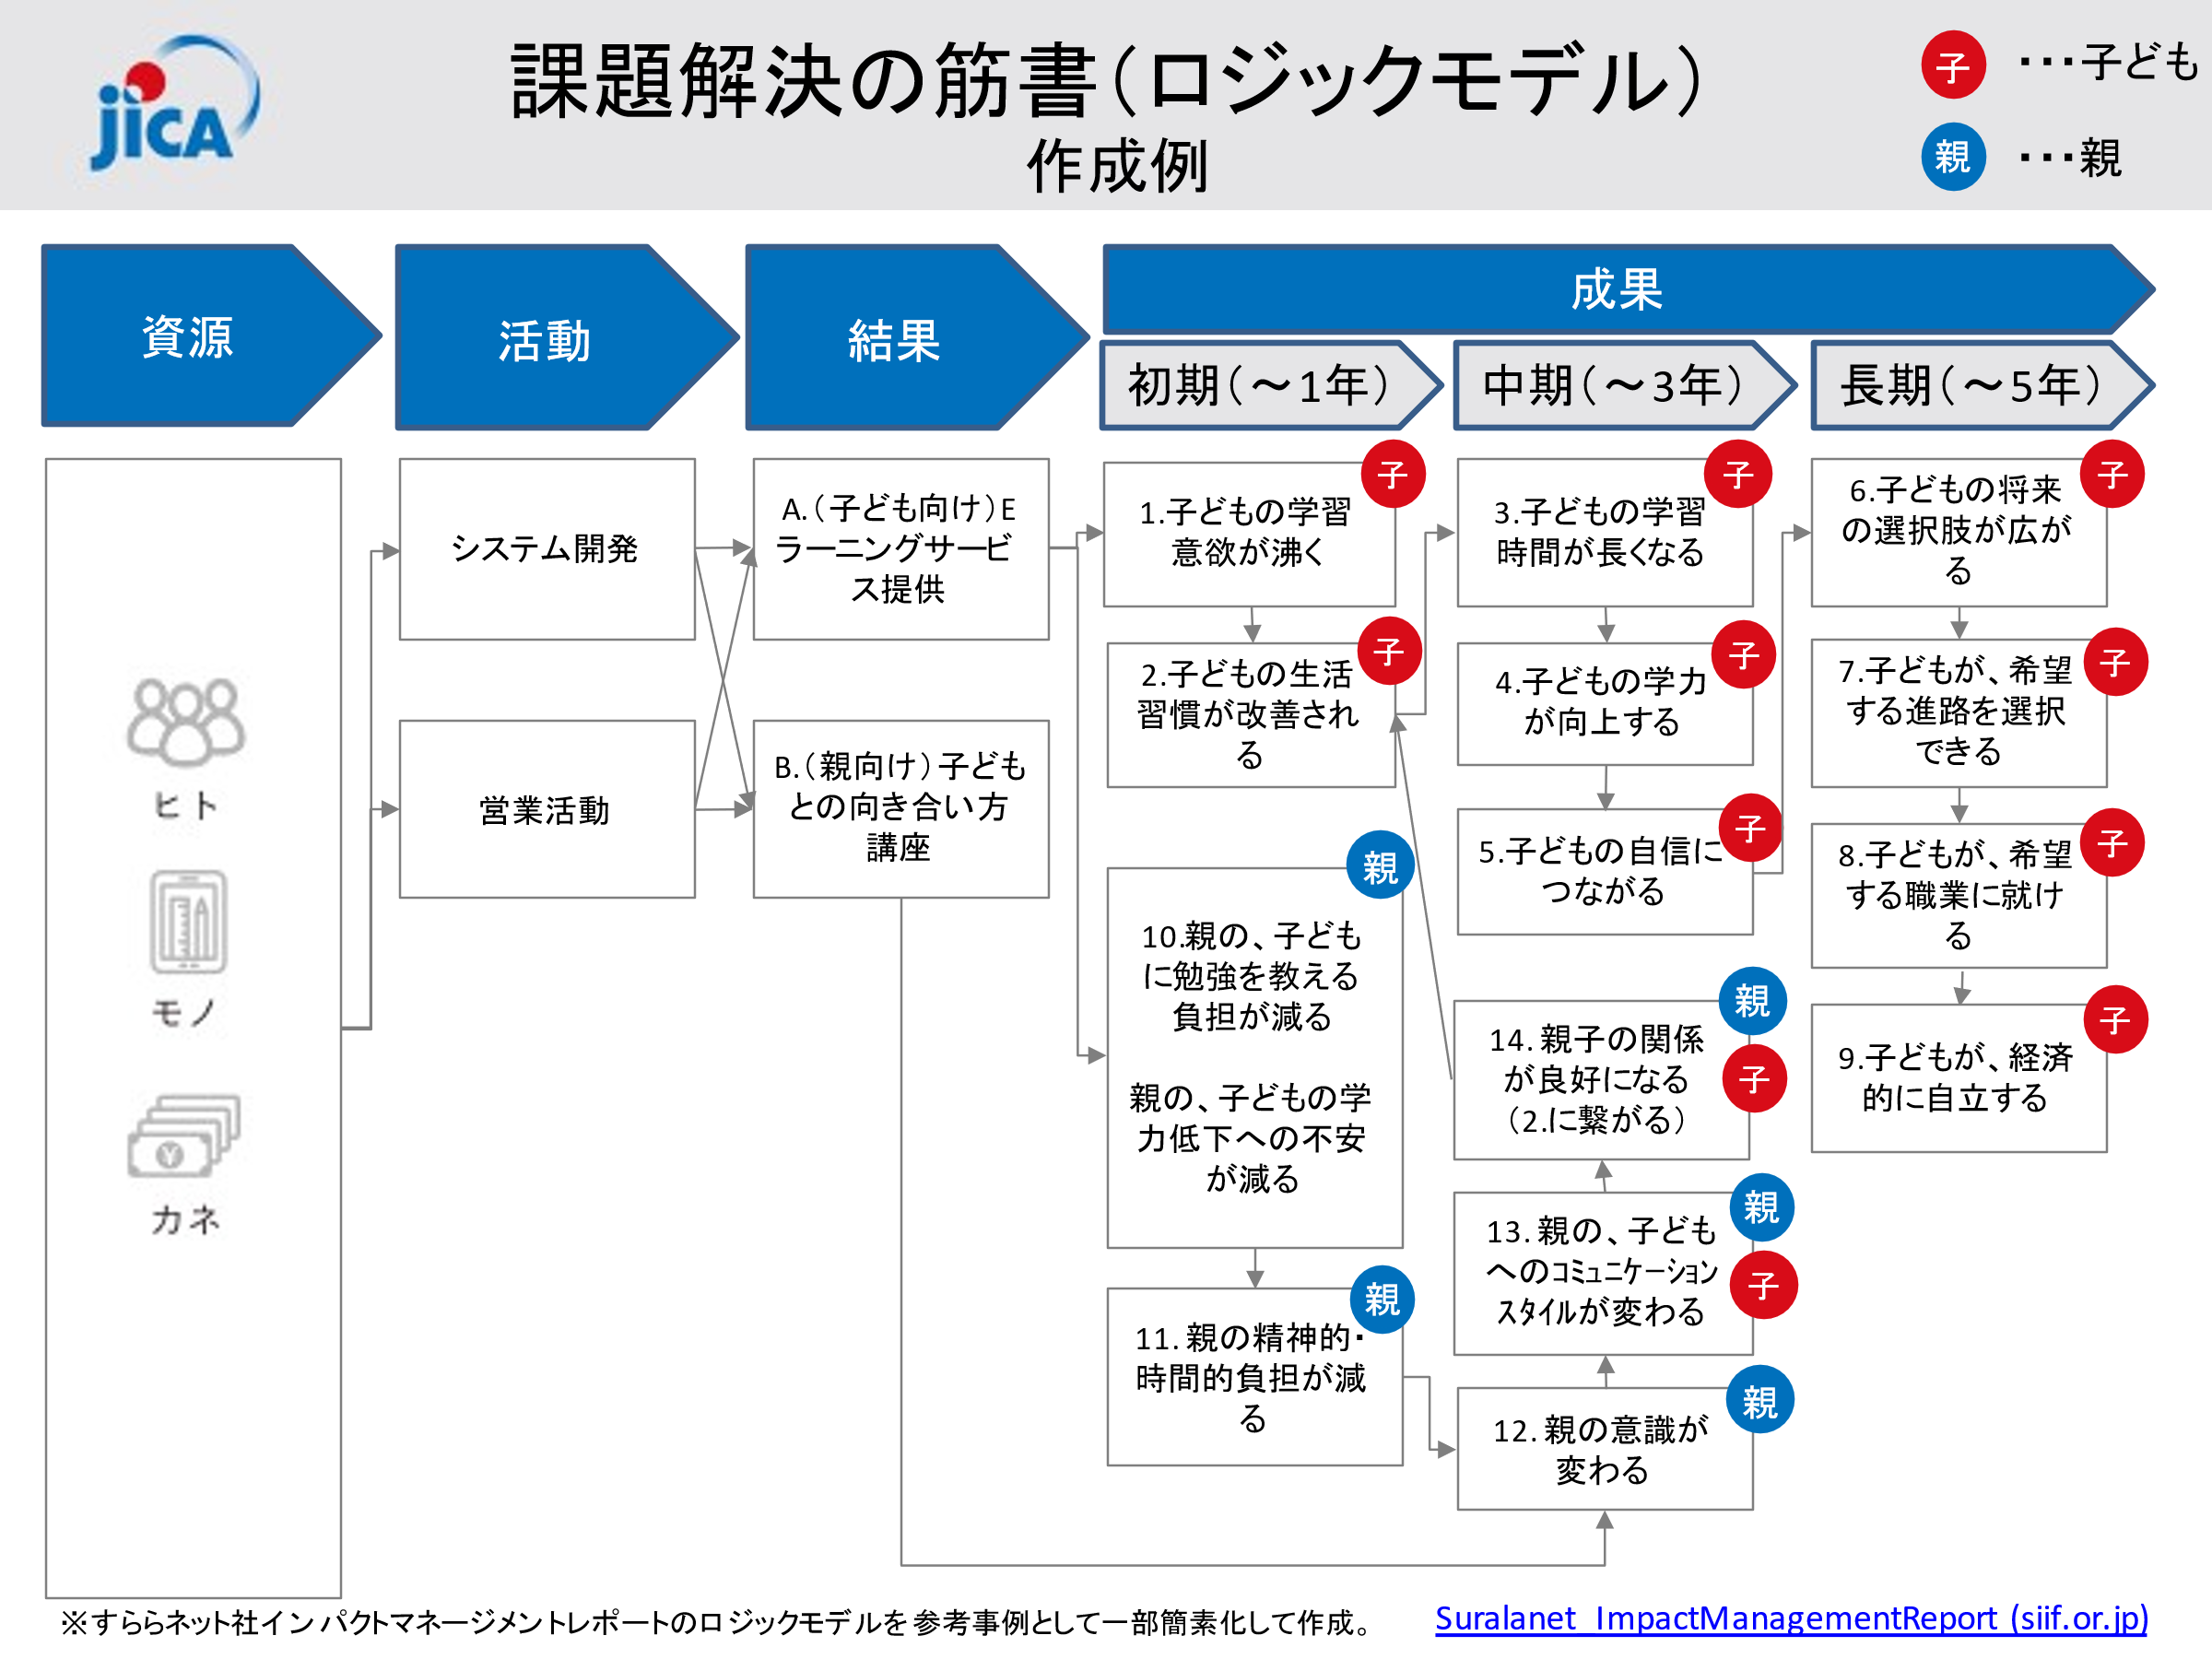 JICA
課題解決の筋書(ロジックモデル)
作成例
子 ・・・子ども
親 ・・・親
資源
活動
結果
成果
初期(～1年)
中期(～3年)
長期(～5年)
ヒト
モノ
カネ
システム開発
営業活動
A.(子ども向け)E
ラーニングサービ
ス提供
B.(親向け)子ども
との向き合い方
講座
子
1.子どもの学習
意欲が沸く
子
2.子どもの生活
習慣が改善され
る
親
10.親の、子ども
に勉強を教える
負担が減る
親の、子どもの学
力低下への不安
が減る
親
11.親の精神的・
時間的負担が減
る
子
3.子どもの学習
時間が長くなる
子
4.子どもの学力
が向上する
子
5.子どもの自信に
つながる
親
子
14.親子の関係
が良好になる
(2.に繋がる)
親
子
13.親の、子ども
へのｺﾐｭﾆｹｰｼｮﾝ
ｽﾀｲﾙが変わる
親
12.親の意識が
変わる
子
6.子どもの将来
の選択肢が広が
る
子
7.子どもが、希望
する進路を選択
できる
子
8.子どもが、希望
する職業に就け
る
子
9.子どもが、経済
的に自立する
※すららネット社インパクトマネージメントレポートのロジックモデルを参考事例として一部簡素化して作成。
Suralanet_ImpactManagementReport (siif.or.jp)